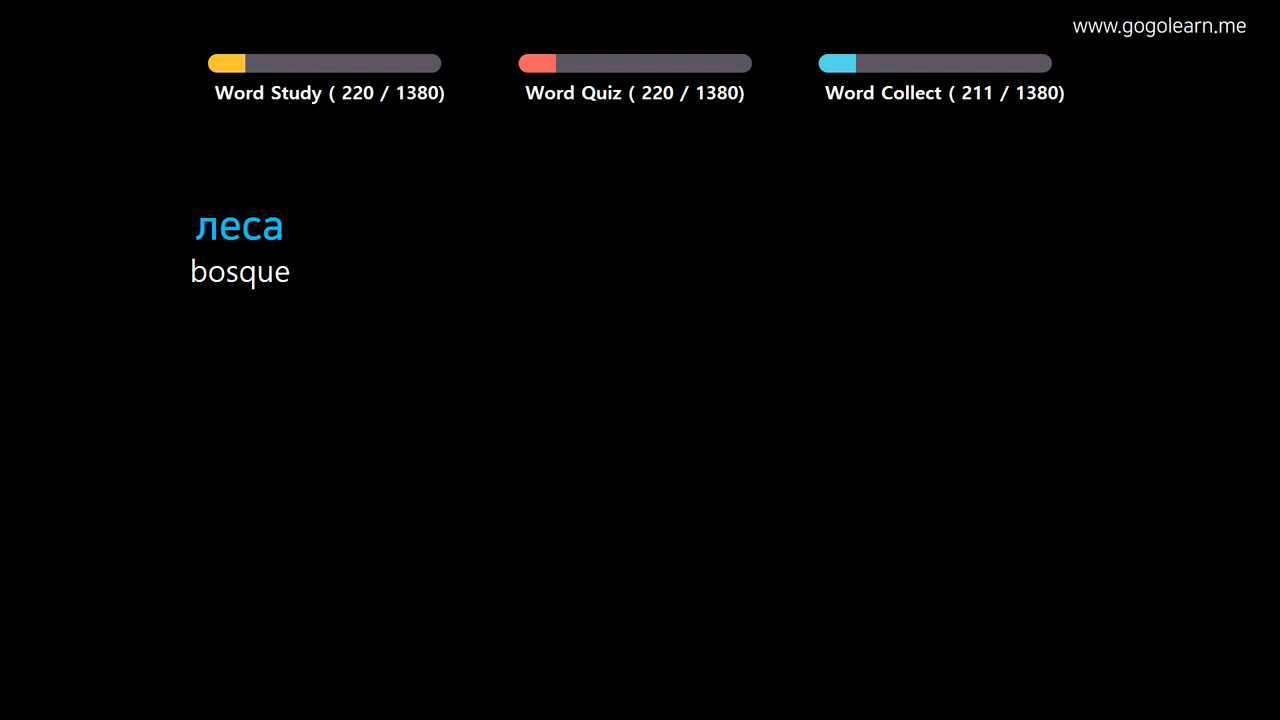 www.gogolearn.me
Word Study ( 220 / 1380)
Word Quiz ( 220 / 1380)
Word Collect ( 211 / 1380)
леса
bosque